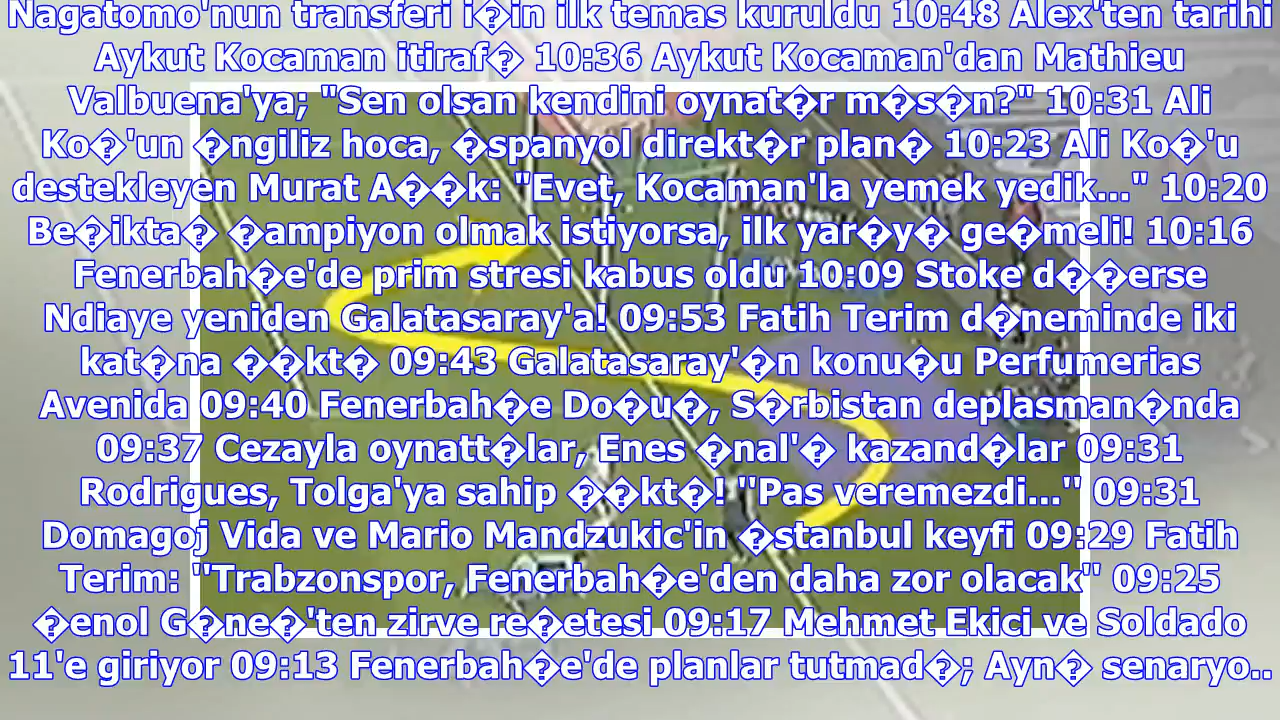 Nagatomo'nun transferi i�in ilk temas kuruldu 10:48 Alex'ten tarihi
Aykut Kocaman itiraf� 10:36 Aykut Kocaman'dan Mathieu
Valbuena'ya; "Sen olsan kendini oynat�r m�s�n?" 10:31 Ali
Ko�'un �ngiliz hoca, �spanyol direkt�r plan� 10:23 Ali Ko�'u
destekleyen Murat A��k: "Evet, Kocaman'la yemek yedik..." 10:20
Be�ikta� �ampiyon olmak istiyorsa, ilk yar�y� ge�meli! 10:16
Fenerbah�e'de prim stresi kabus oldu 10:09 Stoke d��erse
Ndiaye yeniden Galatasaray'a! 09:53 Fatih Terim d�neminde iki
kat�na ��kt� 09:43 Galatasaray'�n konu�u Perfumerias
Avenida 09:40 Fenerbah�e Do�u�, S�rbistan deplasman�nda
09:37 Cezayla oynatt�lar, Enes �nal'� kazand�lar 09:31
Rodrigues, Tolga'ya sahip ��kt�! ''Pas veremezdi...'' 09:31
Domagoj Vida ve Mario Mandzukic'in �stanbul keyfi 09:29 Fatih
Terim: ''Trabzonspor, Fenerbah�e'den daha zor olacak'' 09:25
�enol G�ne�'ten zirve re�etesi 09:17 Mehmet Ekici ve Soldado
11'e giriyor 09:13 Fenerbah�e'de planlar tutmad�; Ayn� senaryo..